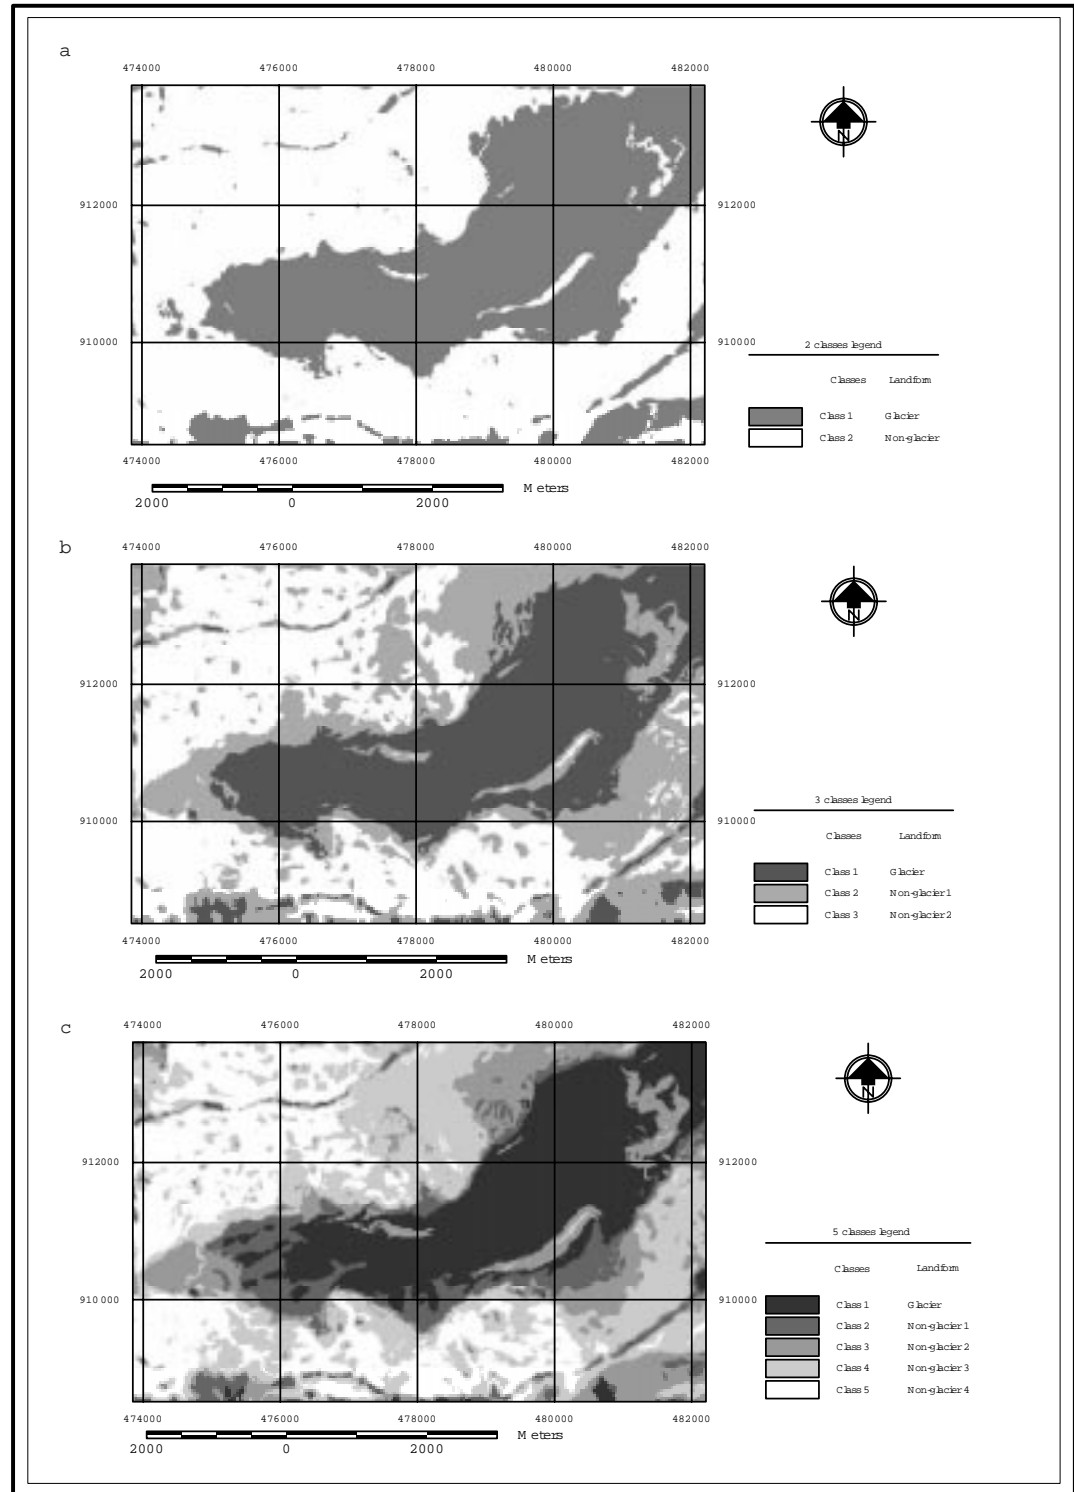 a
474000 476000 478000 480000 482000
N
912000 912000
910000 910000
2 classes legend
Classes Landform
Class 1 Glacier
Class 2 Non-glacier
474000 476000 478000 480000 482000
Meters
2000 0 2000
b
474000 476000 478000 480000 482000
N
912000 912000
910000 910000
3 classes legend
Classes Landform
Class 1 Glacier
Class 2 Non-glacier 1
Class 3 Non-glacier 2
474000 476000 478000 480000 482000
Meters
2000 0 2000
c
474000 476000 478000 480000 482000
N
912000 912000
910000 910000
5 classes legend
Classes Landform
Class 1 Glacier
Class 2 Non-glacier 1
Class 3 Non-glacier 2
Class 4 Non-glacier 3
Class 5 Non-glacier 4
474000 476000 478000 480000 482000
Meters
2000 0 2000